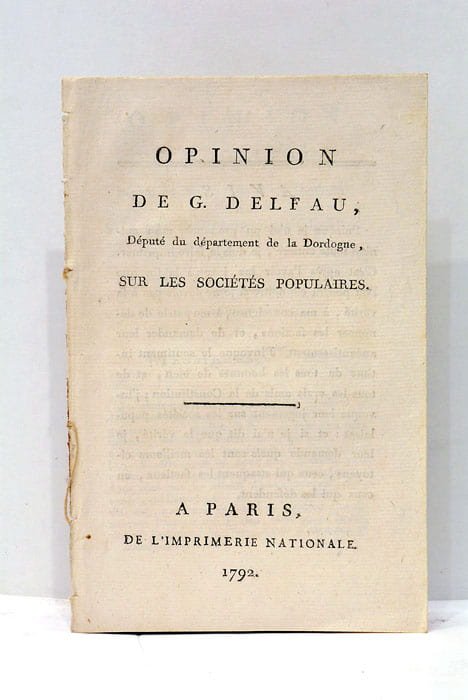 OPINION
DE G. DELFAU,
Député du département de la Dordogne,
SUR LES SOCIÉTÉS POPULAIRES.
A PARIS,
DE L'IMPRIMERIE NATIONALE.
1792.